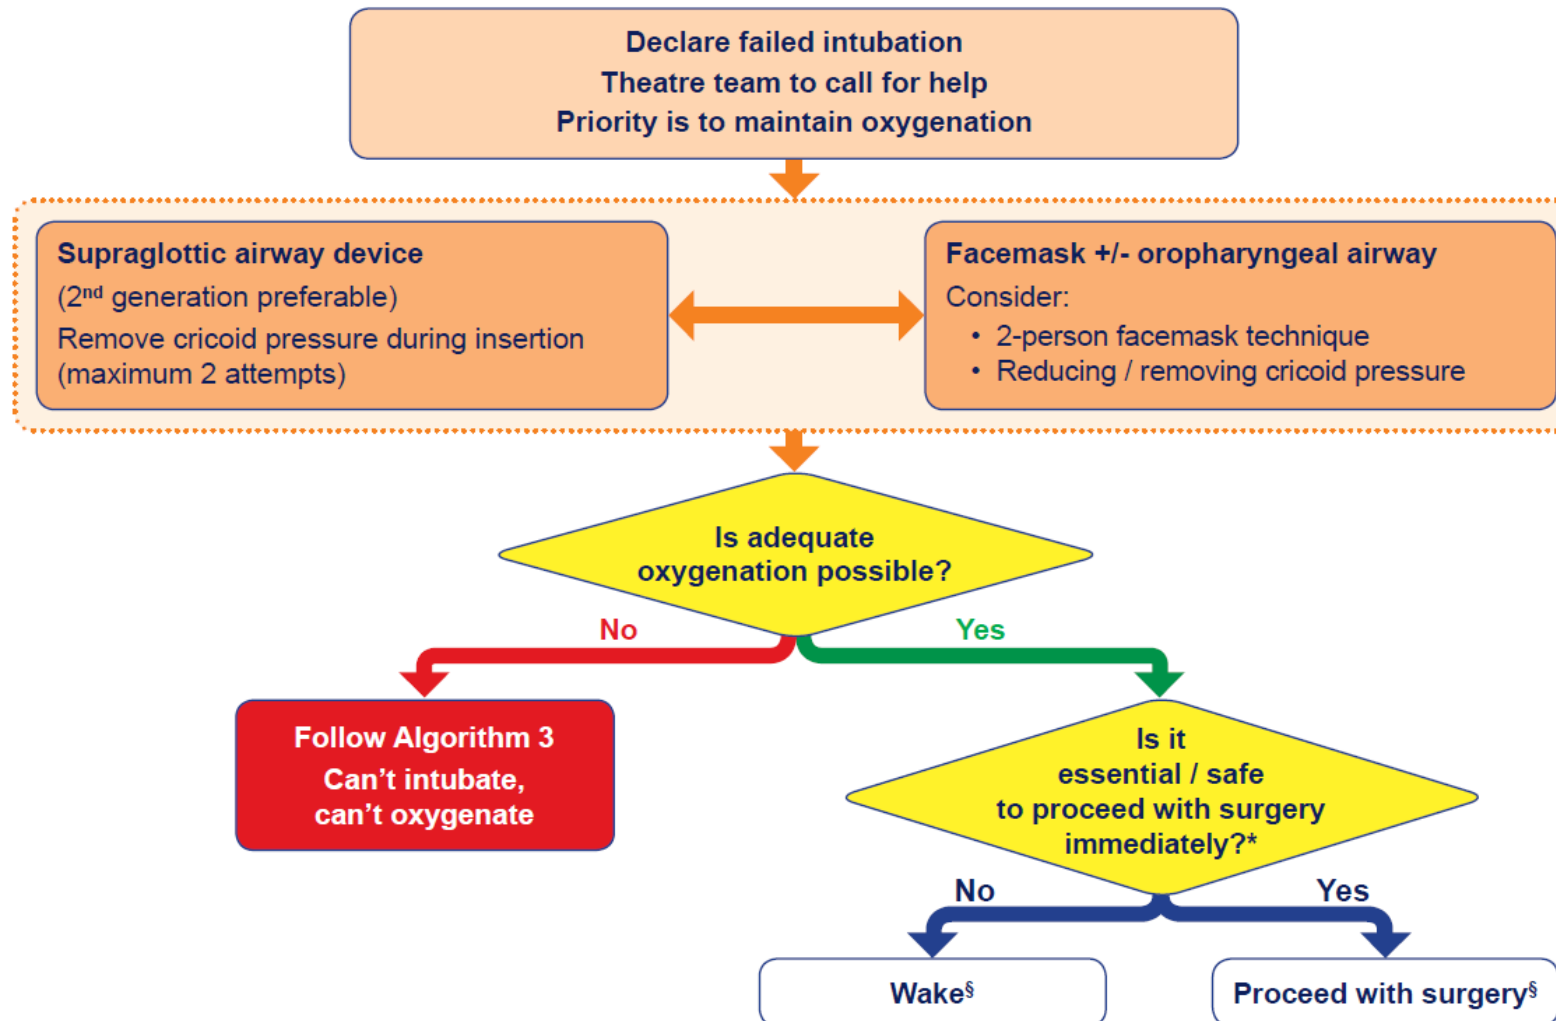 Declare failed intubation
Theatre team to call for help
Priority is to maintain oxygenation
Supraglottic airway device
(2nd generation preferable)
Remove cricoid pressure during insertion
(maximum 2 attempts)
Facemask +/- oropharyngeal airway
Consider:
• 2-person facemask technique
• Reducing / removing cricoid pressure
Is adequate
oxygenation possible?
No
Yes
Follow Algorithm 3
Can’t intubate,
can’t oxygenate
Is it
essential / safe
to proceed with surgery
immediately?*
No
Yes
Wake§
Proceed with surgery§